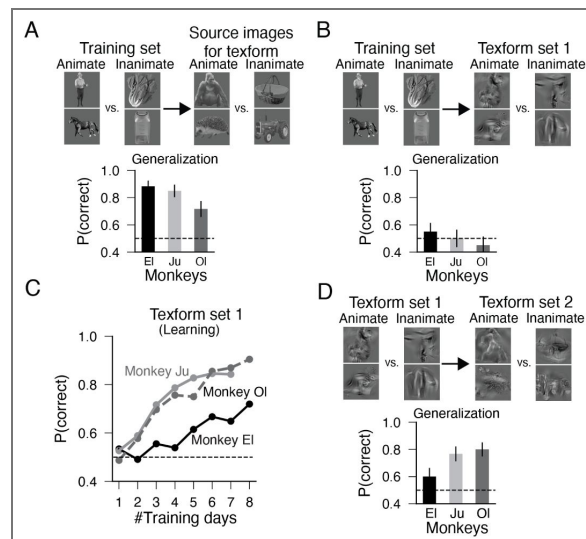 A
Training set
Animate Inanimate
vs.
Source images
for texform
Animate Inanimate
vs.
Generalization
P(correct)
1.0
0.8
0.6
0.4
El Ju Ol
Monkeys
B
Training set
Animate Inanimate
vs.
Texform set 1
Animate Inanimate
vs.
Generalization
P(correct)
1.0
0.8
0.6
0.4
El Ju Ol
Monkeys
C
Texform set 1
(Learning)
P(correct)
1.0
0.8
0.6
0.4
Monkey Ju
Monkey Ol
Monkey El
1 2 3 4 5 6 7 8
#Training days
D
Texform set 1
Animate Inanimate
vs.
Texform set 2
Animate Inanimate
vs.
Generalization
P(correct)
1.0
0.8
0.6
0.4
El Ju Ol
Monkeys